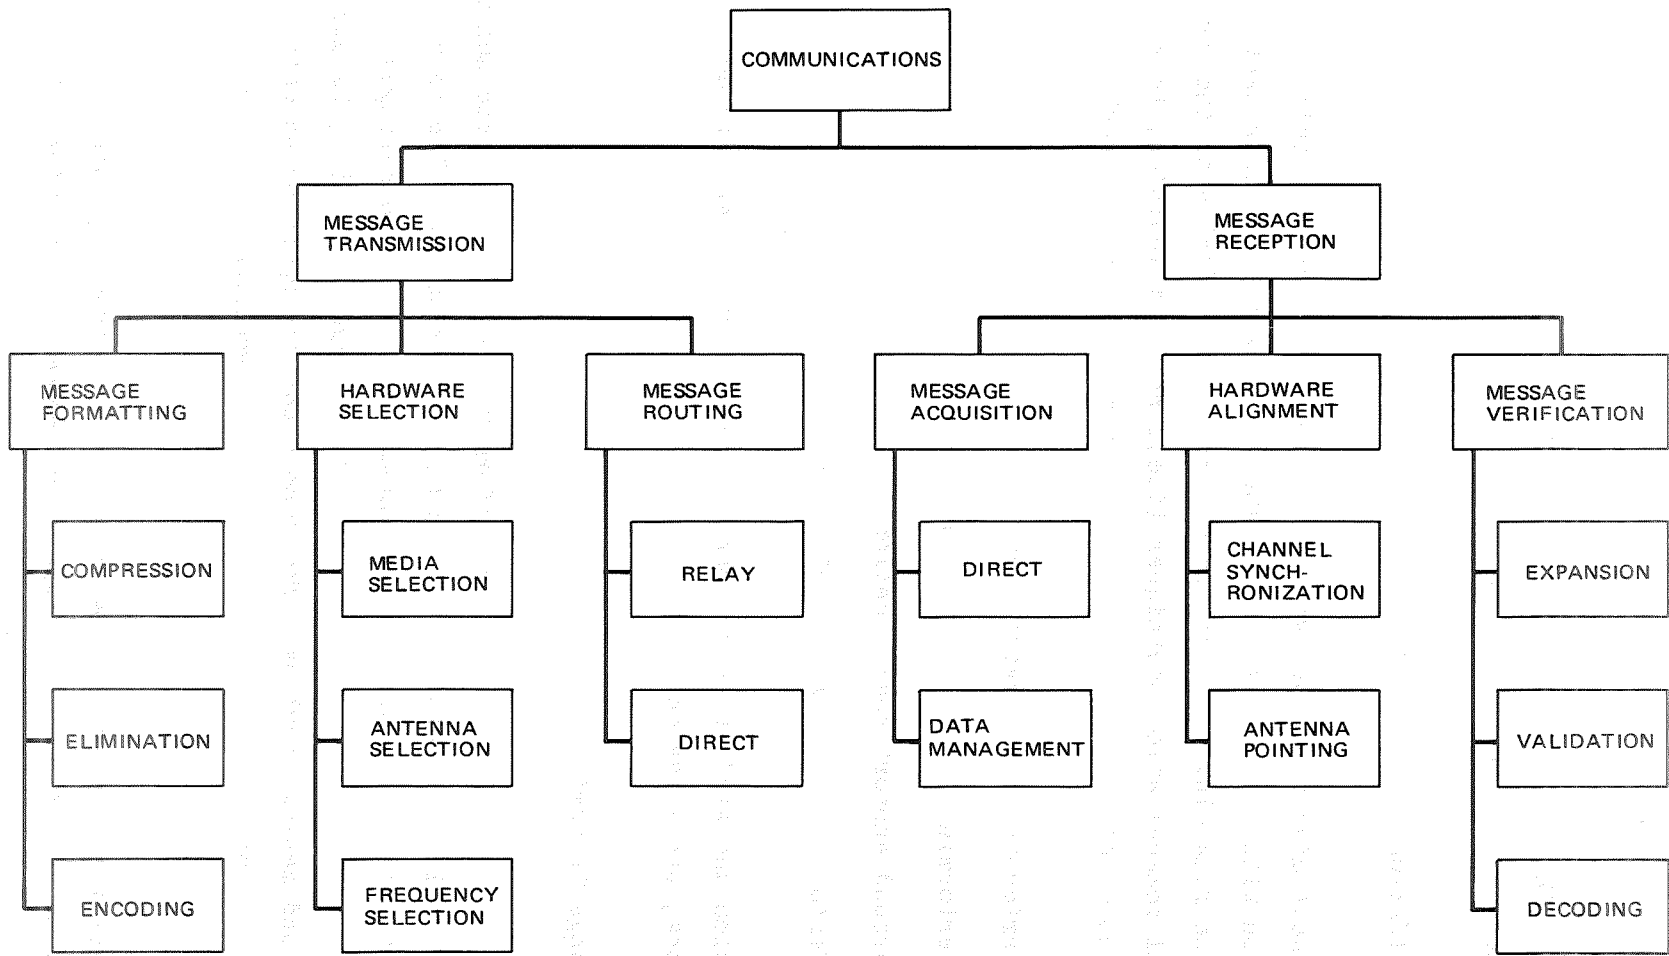 COMMUNICATIONS
MESSAGE
TRANSMISSION
MESSAGE
RECEPTION
MESSAGE
FORMATTING
HARDWARE
SELECTION
MESSAGE
ROUTING
MESSAGE
ACQUISITION
HARDWARE
ALIGNMENT
MESSAGE
VERIFICATION
COMPRESSION
MEDIA
SELECTION
RELAY
DIRECT
CHANNEL
SYNCH-
RONIZATION
EXPANSION
ELIMINATION
ANTENNA
SELECTION
DIRECT
DATA
MANAGEMENT
ANTENNA
POINTING
VALIDATION
ENCODING
FREQUENCY
SELECTION
DECODING